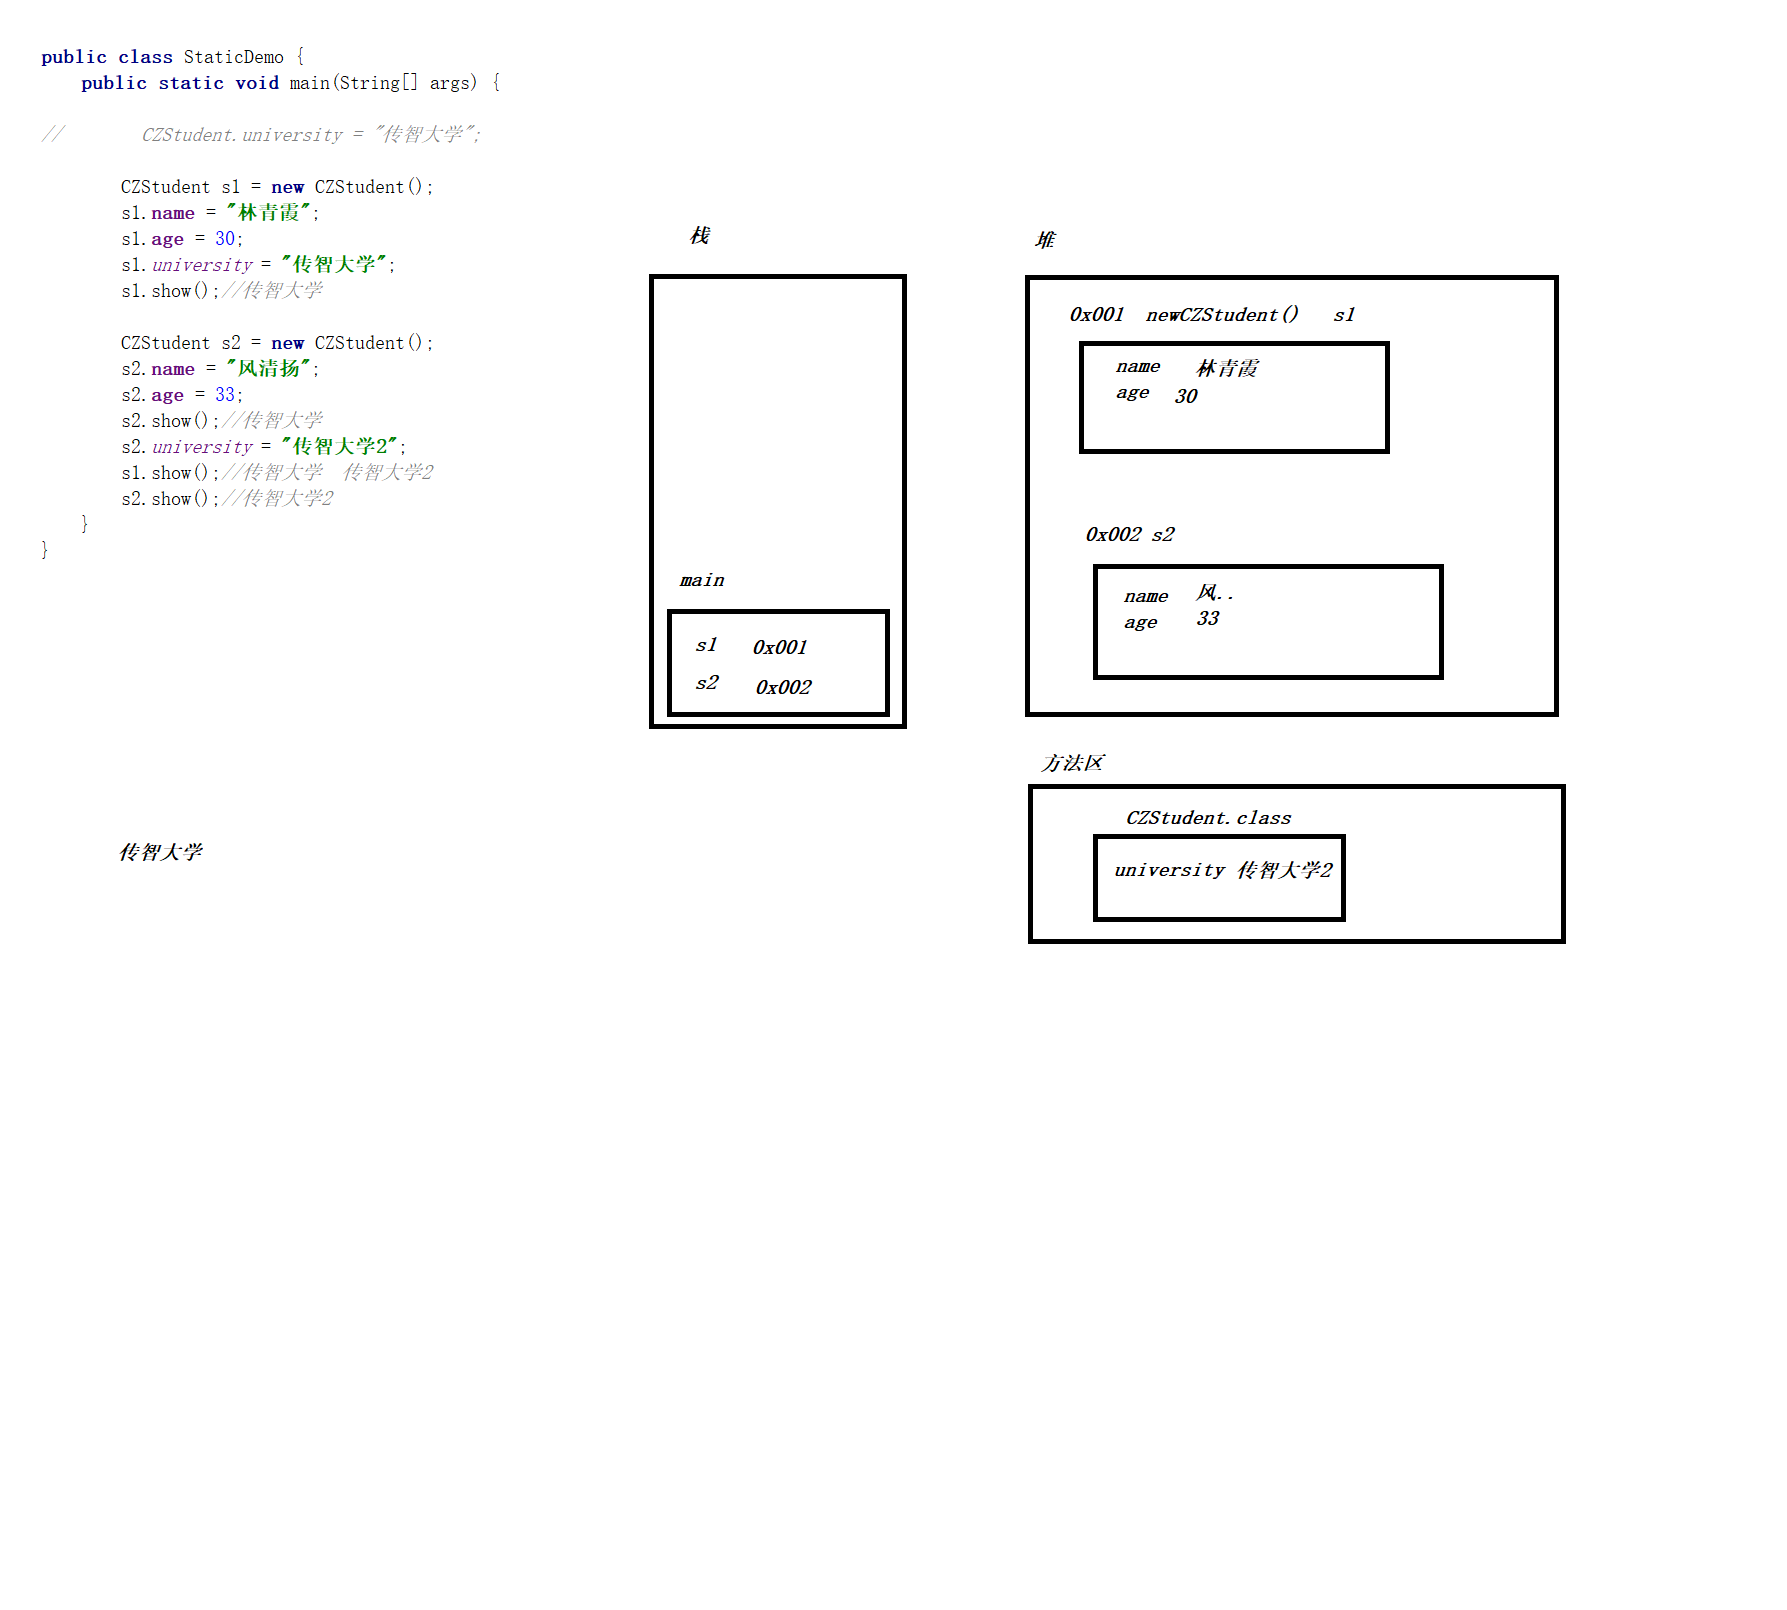 public class StaticDemo {
public static void main(String[] args) {
// CZStudent.university = "传智大学";
CZStudent s1 = new CZStudent();
s1.name = "林青霞";
s1.age = 30;
s1.university = "传智大学";
s1.show();//传智大学
CZStudent s2 = new CZStudent();
s2.name = "风清扬";
s2.age = 33;
s2.show();//传智大学
s2.university = "传智大学2";
s1.show();//传智大学 传智大学2
s2.show();//传智大学2
}
}
传智大学
栈
main
s1 0x001
s2 0x002
堆
0x001 newCZStudent() s1
name 林青霞
age 30
0x002 s2
name 风..
age 33
方法区
CZStudent.class
university 传智大学2